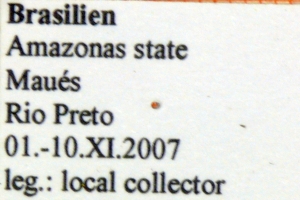 Brasilien
Amazonas state
Maués
Rio Preto
01.-10.XI.2007
leg.: local collector